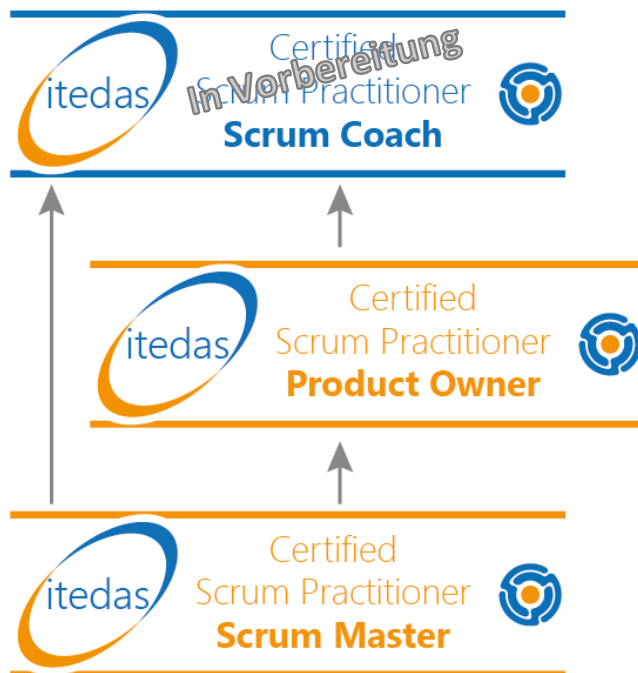 itedas
Certified
Scrum Practitioner
Scrum Coach
In Vorbereitung
itedas
Certified
Scrum Practitioner
Product Owner
itedas
Certified
Scrum Practitioner
Scrum Master